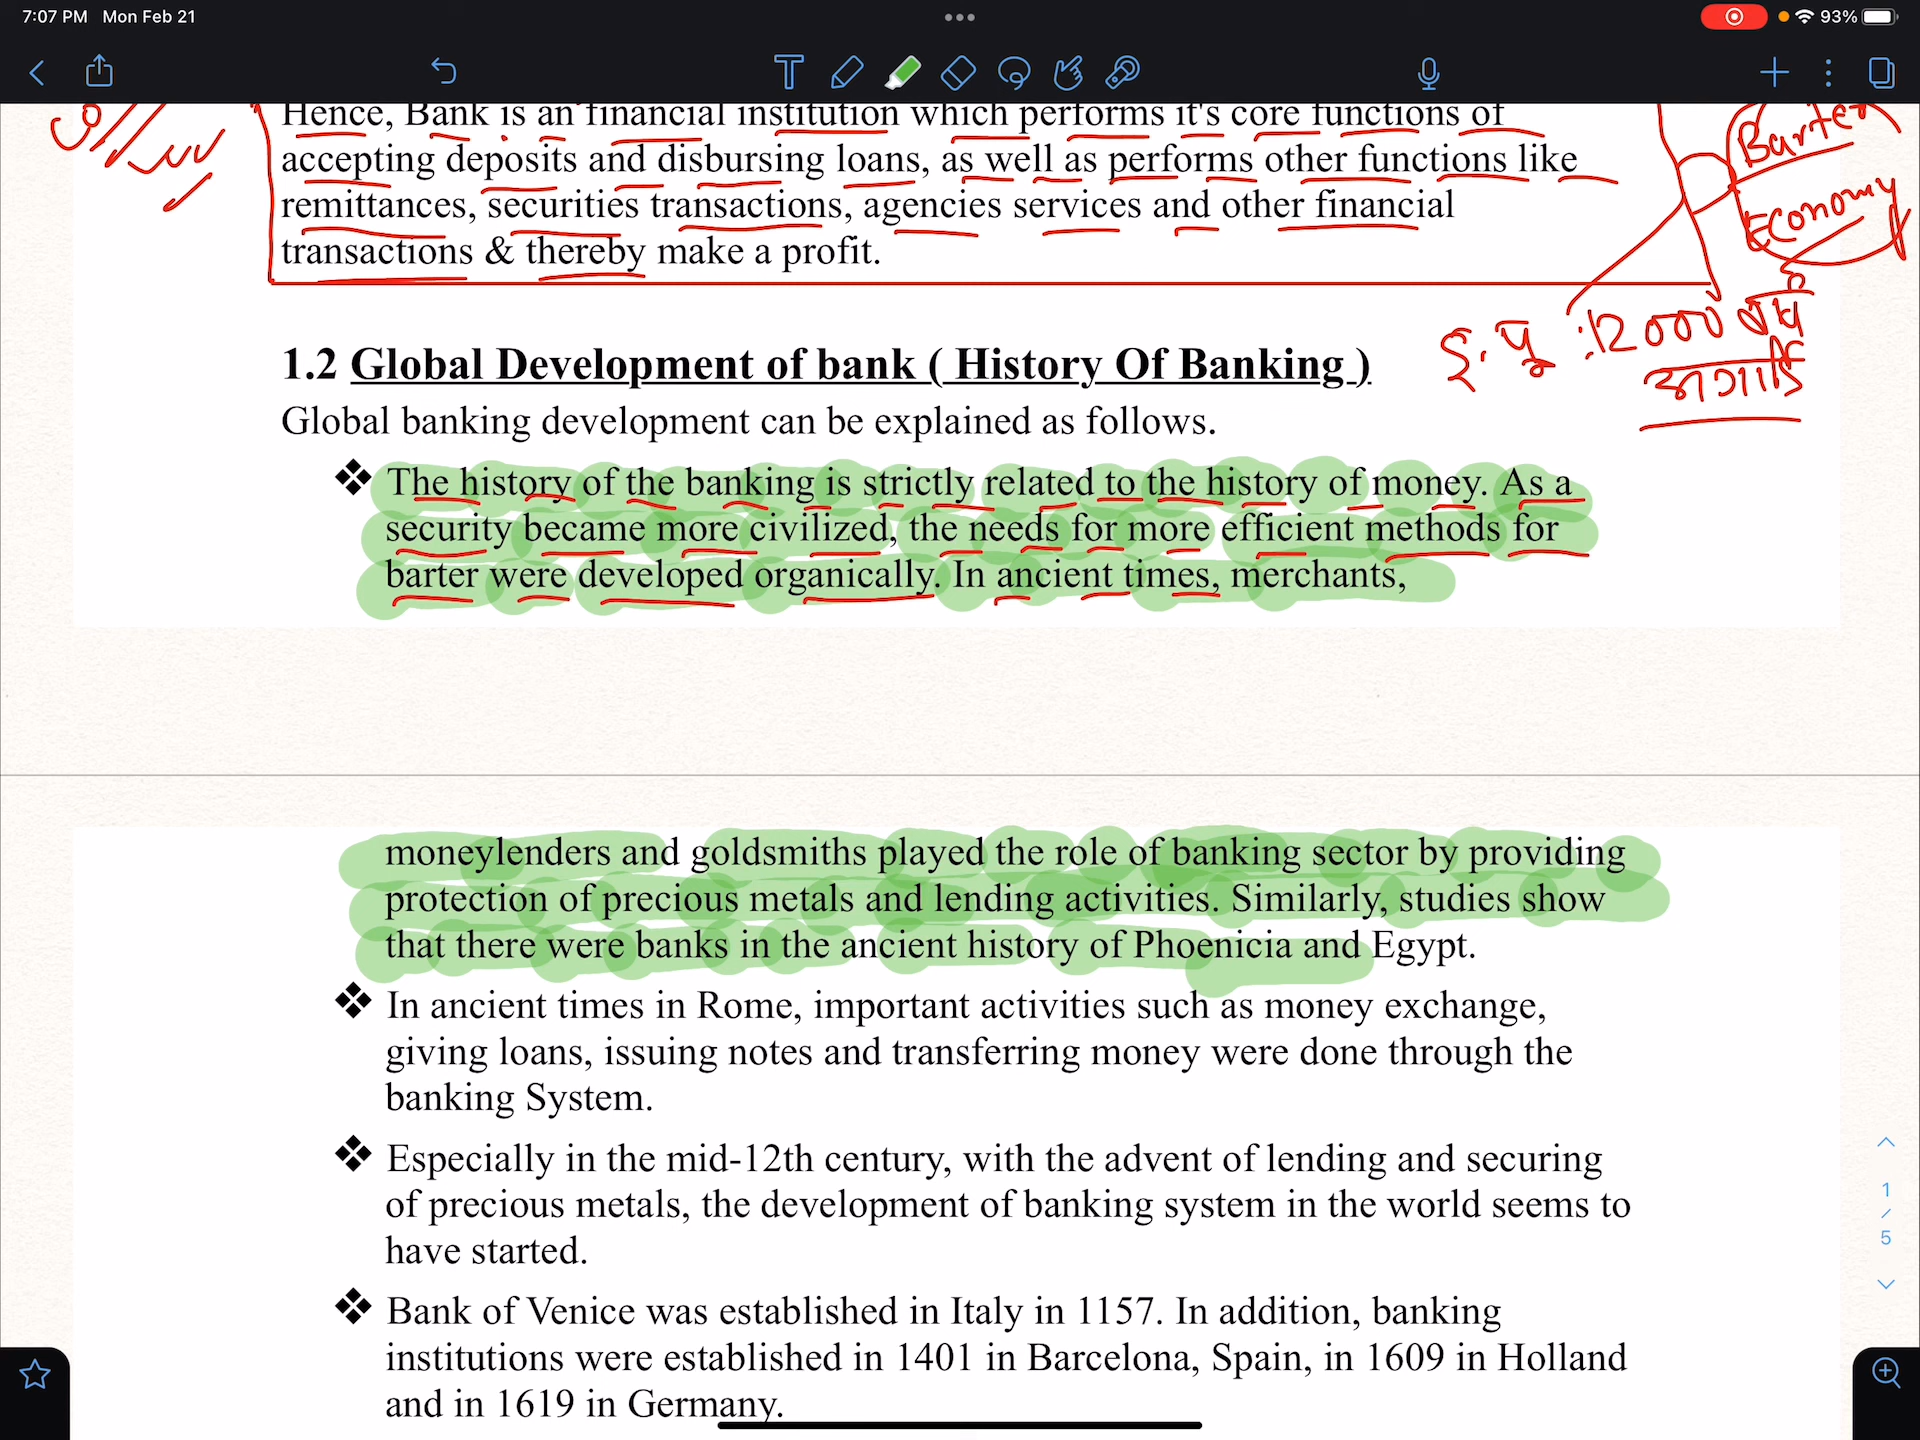 7:07 PM Mon Feb 21
93%
Hence, Bank is an financial institution which performs it's core functions of
accepting deposits and disbursing loans, as well as performs other functions like
remittances, securities transactions, agencies services and other financial
transactions & thereby make a profit.
Barter
Economy
ई.पू :12000 वर्ष
अगाडि
1.2 Global Development of bank ( History Of Banking )
Global banking development can be explained as follows.
❖ The history of the banking is strictly related to the history of money. As a
security became more civilized, the needs for more efficient methods for
barter were developed organically. In ancient times, merchants,
moneylenders and goldsmiths played the role of banking sector by providing
protection of precious metals and lending activities. Similarly, studies show
that there were banks in the ancient history of Phoenicia and Egypt.
❖ In ancient times in Rome, important activities such as money exchange,
giving loans, issuing notes and transferring money were done through the
banking System.
❖ Especially in the mid-12th century, with the advent of lending and securing
of precious metals, the development of banking system in the world seems to
have started.
❖ Bank of Venice was established in Italy in 1157. In addition, banking
institutions were established in 1401 in Barcelona, Spain, in 1609 in Holland
and in 1619 in Germany.
1
/
5